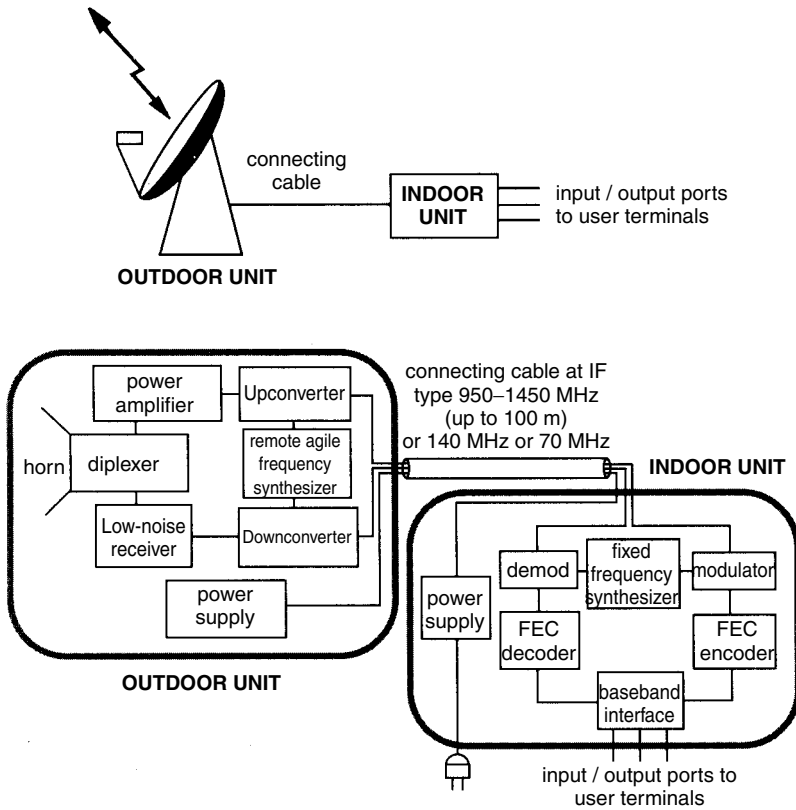 connecting
cable
INDOOR
UNIT
input / output ports
to user terminals
OUTDOOR UNIT
connecting cable at IF
type 950–1450 MHz
(up to 100 m)
or 140 MHz or 70 MHz
power
amplifier
Upconverter
horn
diplexer
remote agile
frequency
synthesizer
Low-noise
receiver
Downconverter
power
supply
OUTDOOR UNIT
INDOOR UNIT
demod
fixed
frequency
synthesizer
modulator
power
supply
FEC
decoder
FEC
encoder
baseband
interface
input / output ports to
user terminals